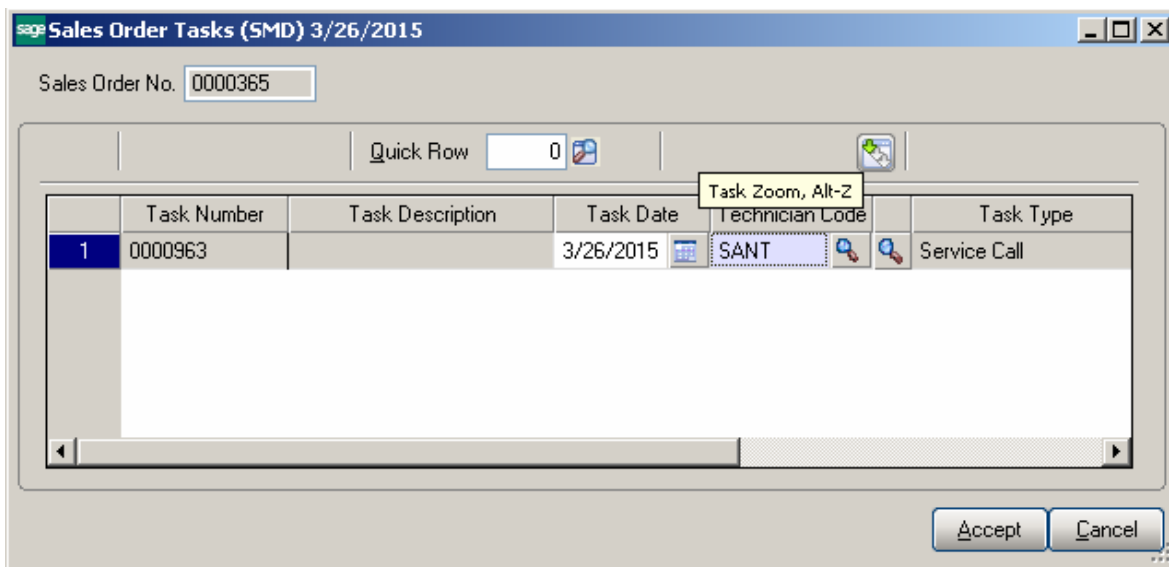 sage Sales Order Tasks (SMD) 3/26/2015
Sales Order No. 0000365
Quick Row 0
Task Zoom, Alt-Z
Task Number Task Description Task Date Technician Code Task Type
1 0000963 3/26/2015 SANT Service Call
Accept Cancel